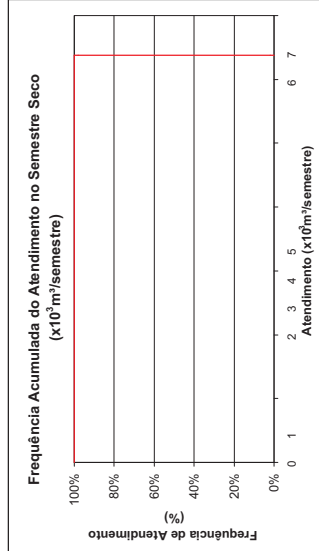 Frequência Acumulada do Atendimento no Semestre Seco
(x10³m³/semestre)
Frequência de Atendimento
(%)
100%
80%
60%
40%
20%
0%
0 1 2 3 4 5 6 7
Atendimento (x10³m³/semestre)